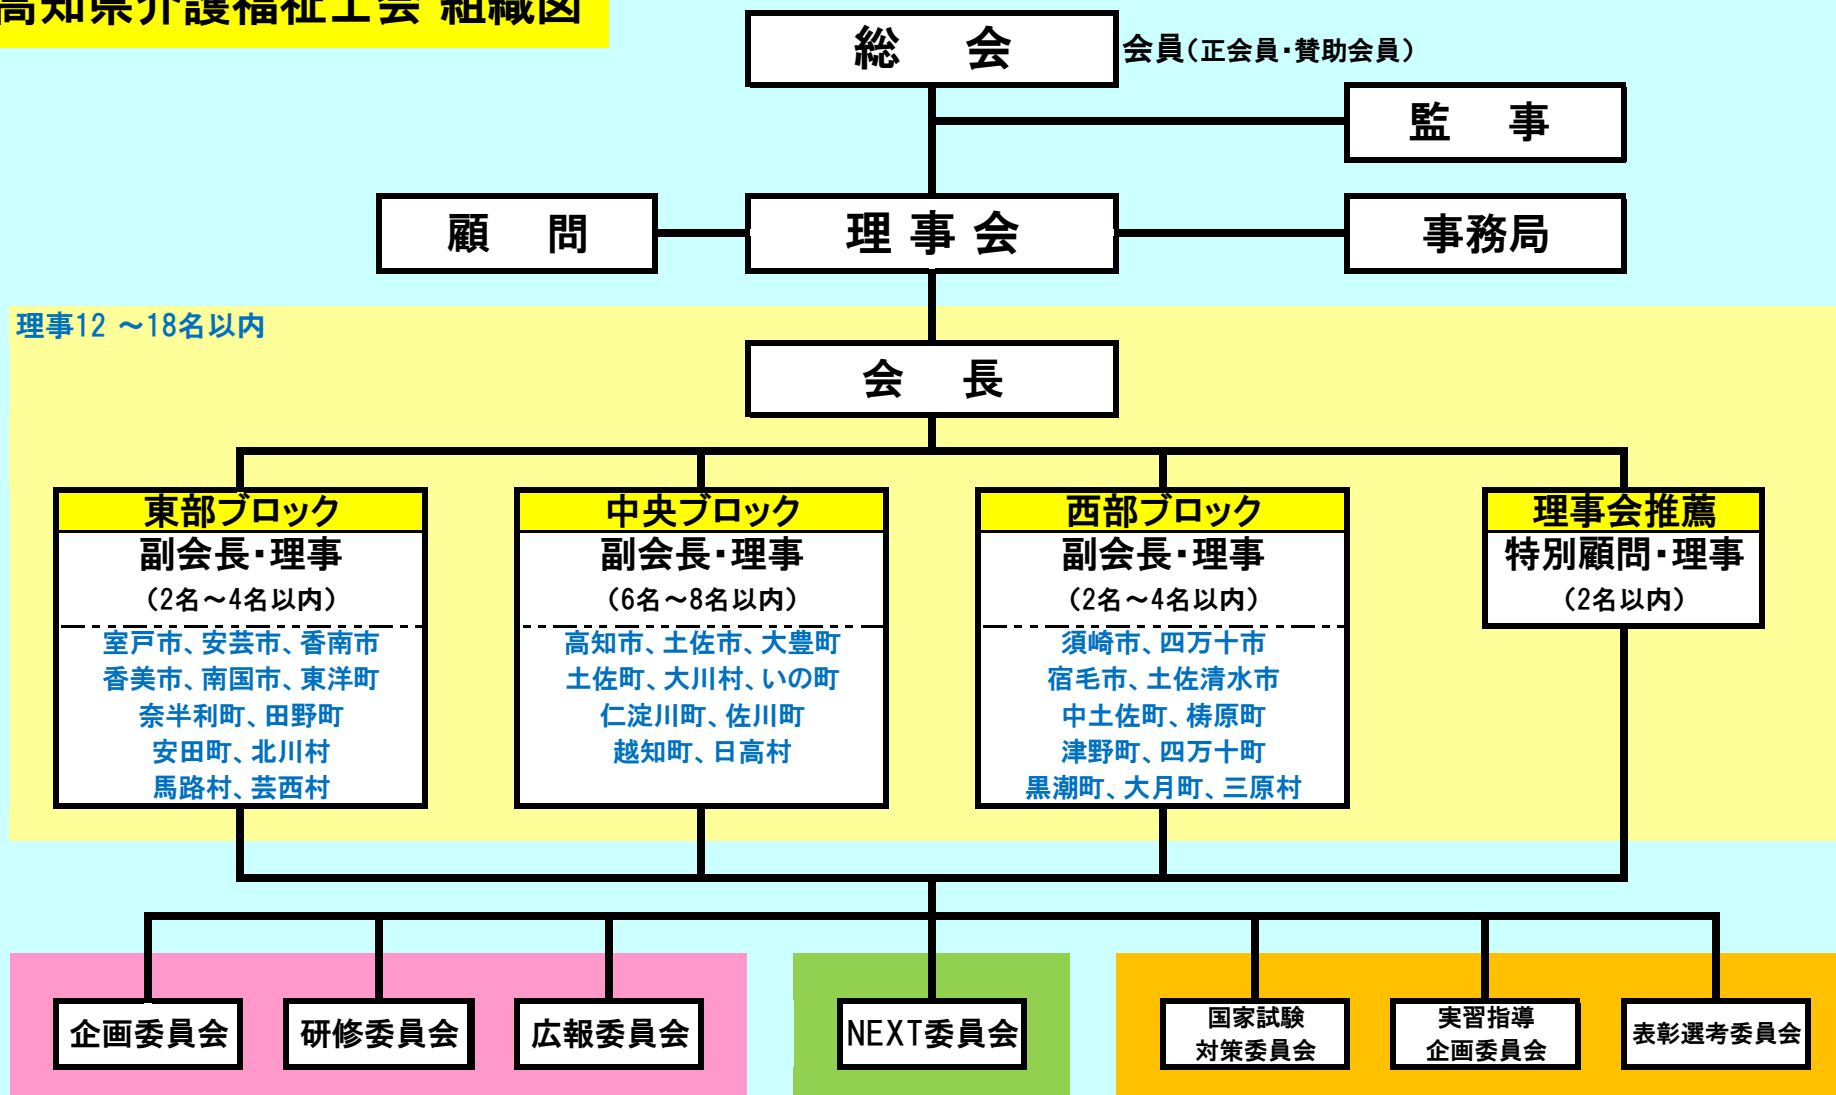 高知県介護福祉士会 組織図
総 会
会員（正会員・賛助会員）
監 事
顧 問
理事会
事務局
理事12 ～18名以内
会 長
東部ブロック
副会長・理事
（2名～4名以内）
室戸市、安芸市、香南市
香美市、南国市、東洋町
奈半利町、田野町
安田町、北川村
馬路村、芸西村
中央ブロック
副会長・理事
（6名～8名以内）
高知市、土佐市、大豊町
土佐町、大川村、いの町
仁淀川町、佐川町
越知町、日高村
西部ブロック
副会長・理事
（2名～4名以内）
須崎市、四万十市
宿毛市、土佐清水市
中土佐町、梼原町
津野町、四万十町
黒潮町、大月町、三原村
理事会推薦
特別顧問・理事
（2名以内）
企画委員会
研修委員会
広報委員会
NEXT委員会
国家試験
対策委員会
実習指導
企画委員会
表彰選考委員会